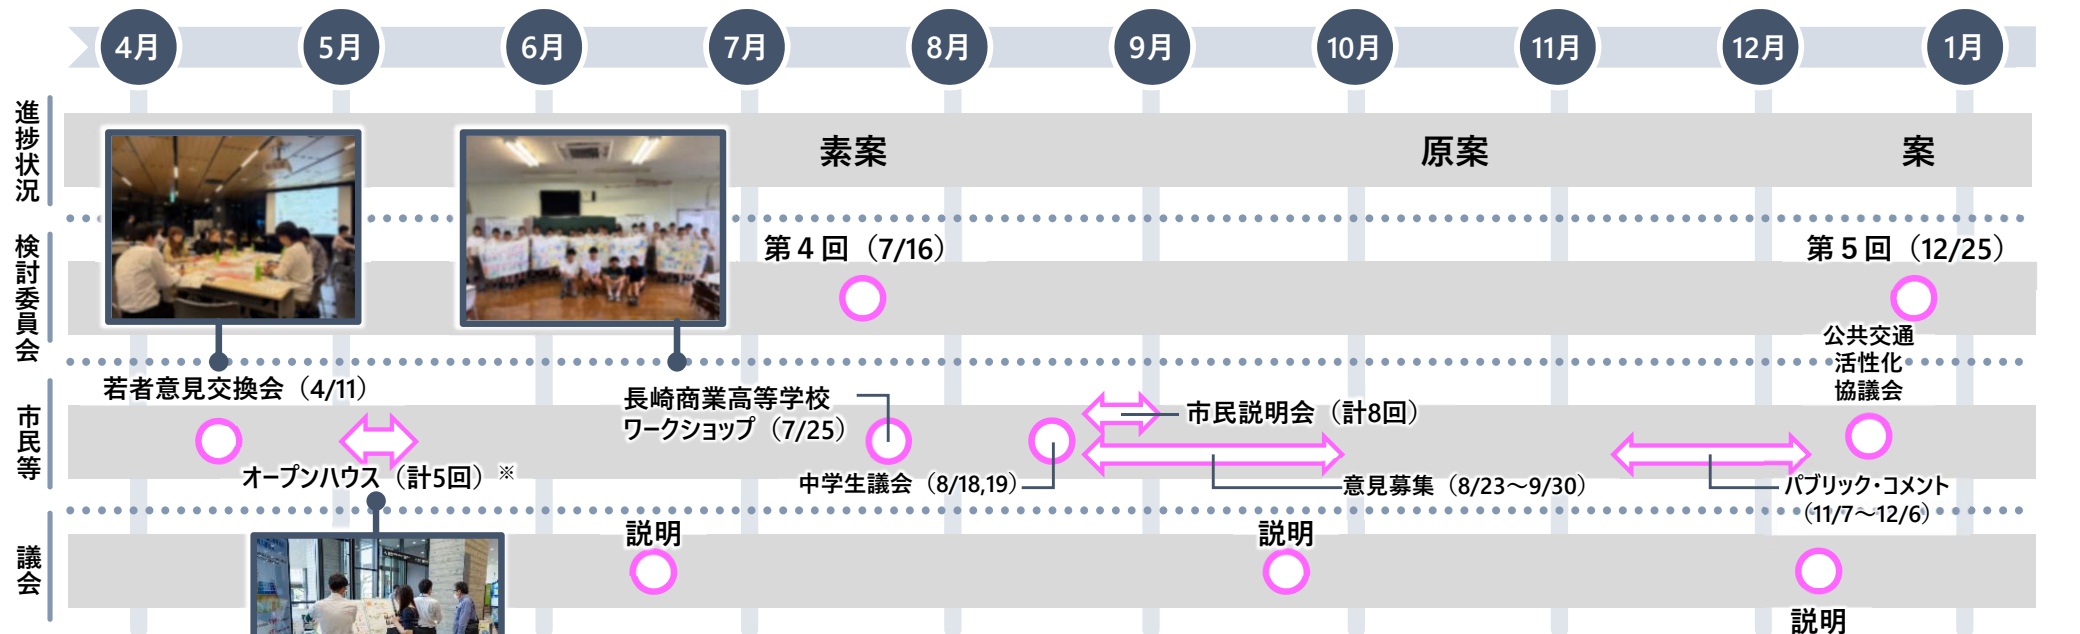 4月
5月
6月
7月
8月
9月
10月
11月
12月
1月
進捗状況
素案
原案
案
検討委員会
第４回（7/16）
第５回（12/25）
公共交通
活性化
協議会
市民等
若者意見交換会（4/11）
オープンハウス（計5回）※
長崎商業高等学校
ワークショップ（7/25）
中学生議会（8/18,19）
市民説明会（計8回）
意見募集（8/23～9/30）
パブリック・コメント
（11/7～12/6）
議会
説明
説明
説明